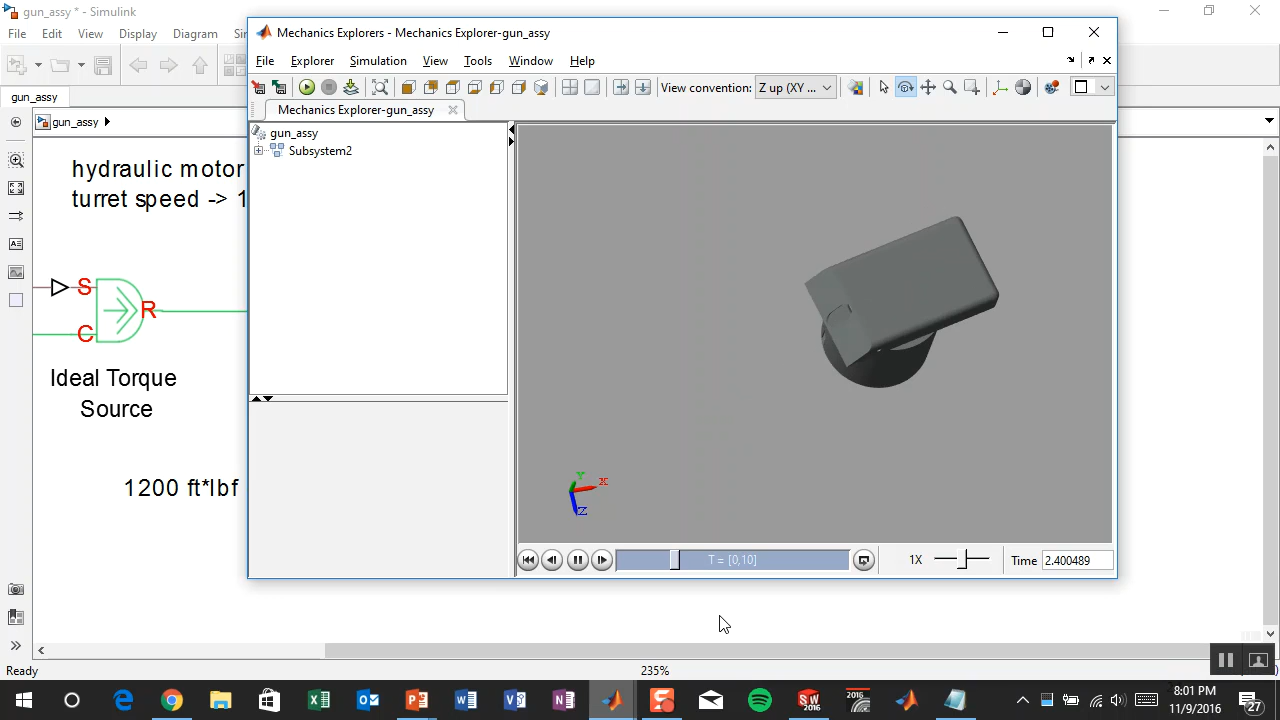 gun_assy * - Simulink
File Edit View Display Diagram Si
gun_assy
gun_assy
hydraulic motor
turret speed -> 1
S
R
C
Ideal Torque
Source
1200 ft*lbf
Mechanics Explorers - Mechanics Explorer-gun_assy
File Explorer Simulation View Tools Window Help
View convention: Z up (XY ...
Mechanics Explorer-gun_assy
gun_assy
Subsystem2
Y
X
Z
T = [0,10]
1X
Time 2.400489
Ready
235%
8:01 PM
11/9/2016
27